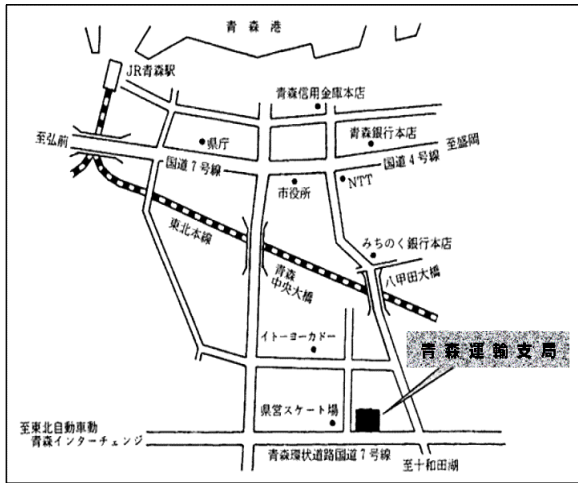 青森港
JR青森駅
青森信用金庫本店
青森銀行本店
至弘前
県庁
至盛岡
国道7号線
国道4号線
市役所
NTT
東北本線
みちのく銀行本店
青森
中央大橋
八甲田大橋
イトーヨーカドー
青森運輸支局
県営スケート場
至東北自動車動
青森インターチェンジ
青森環状道路国道7号線
至十和田湖